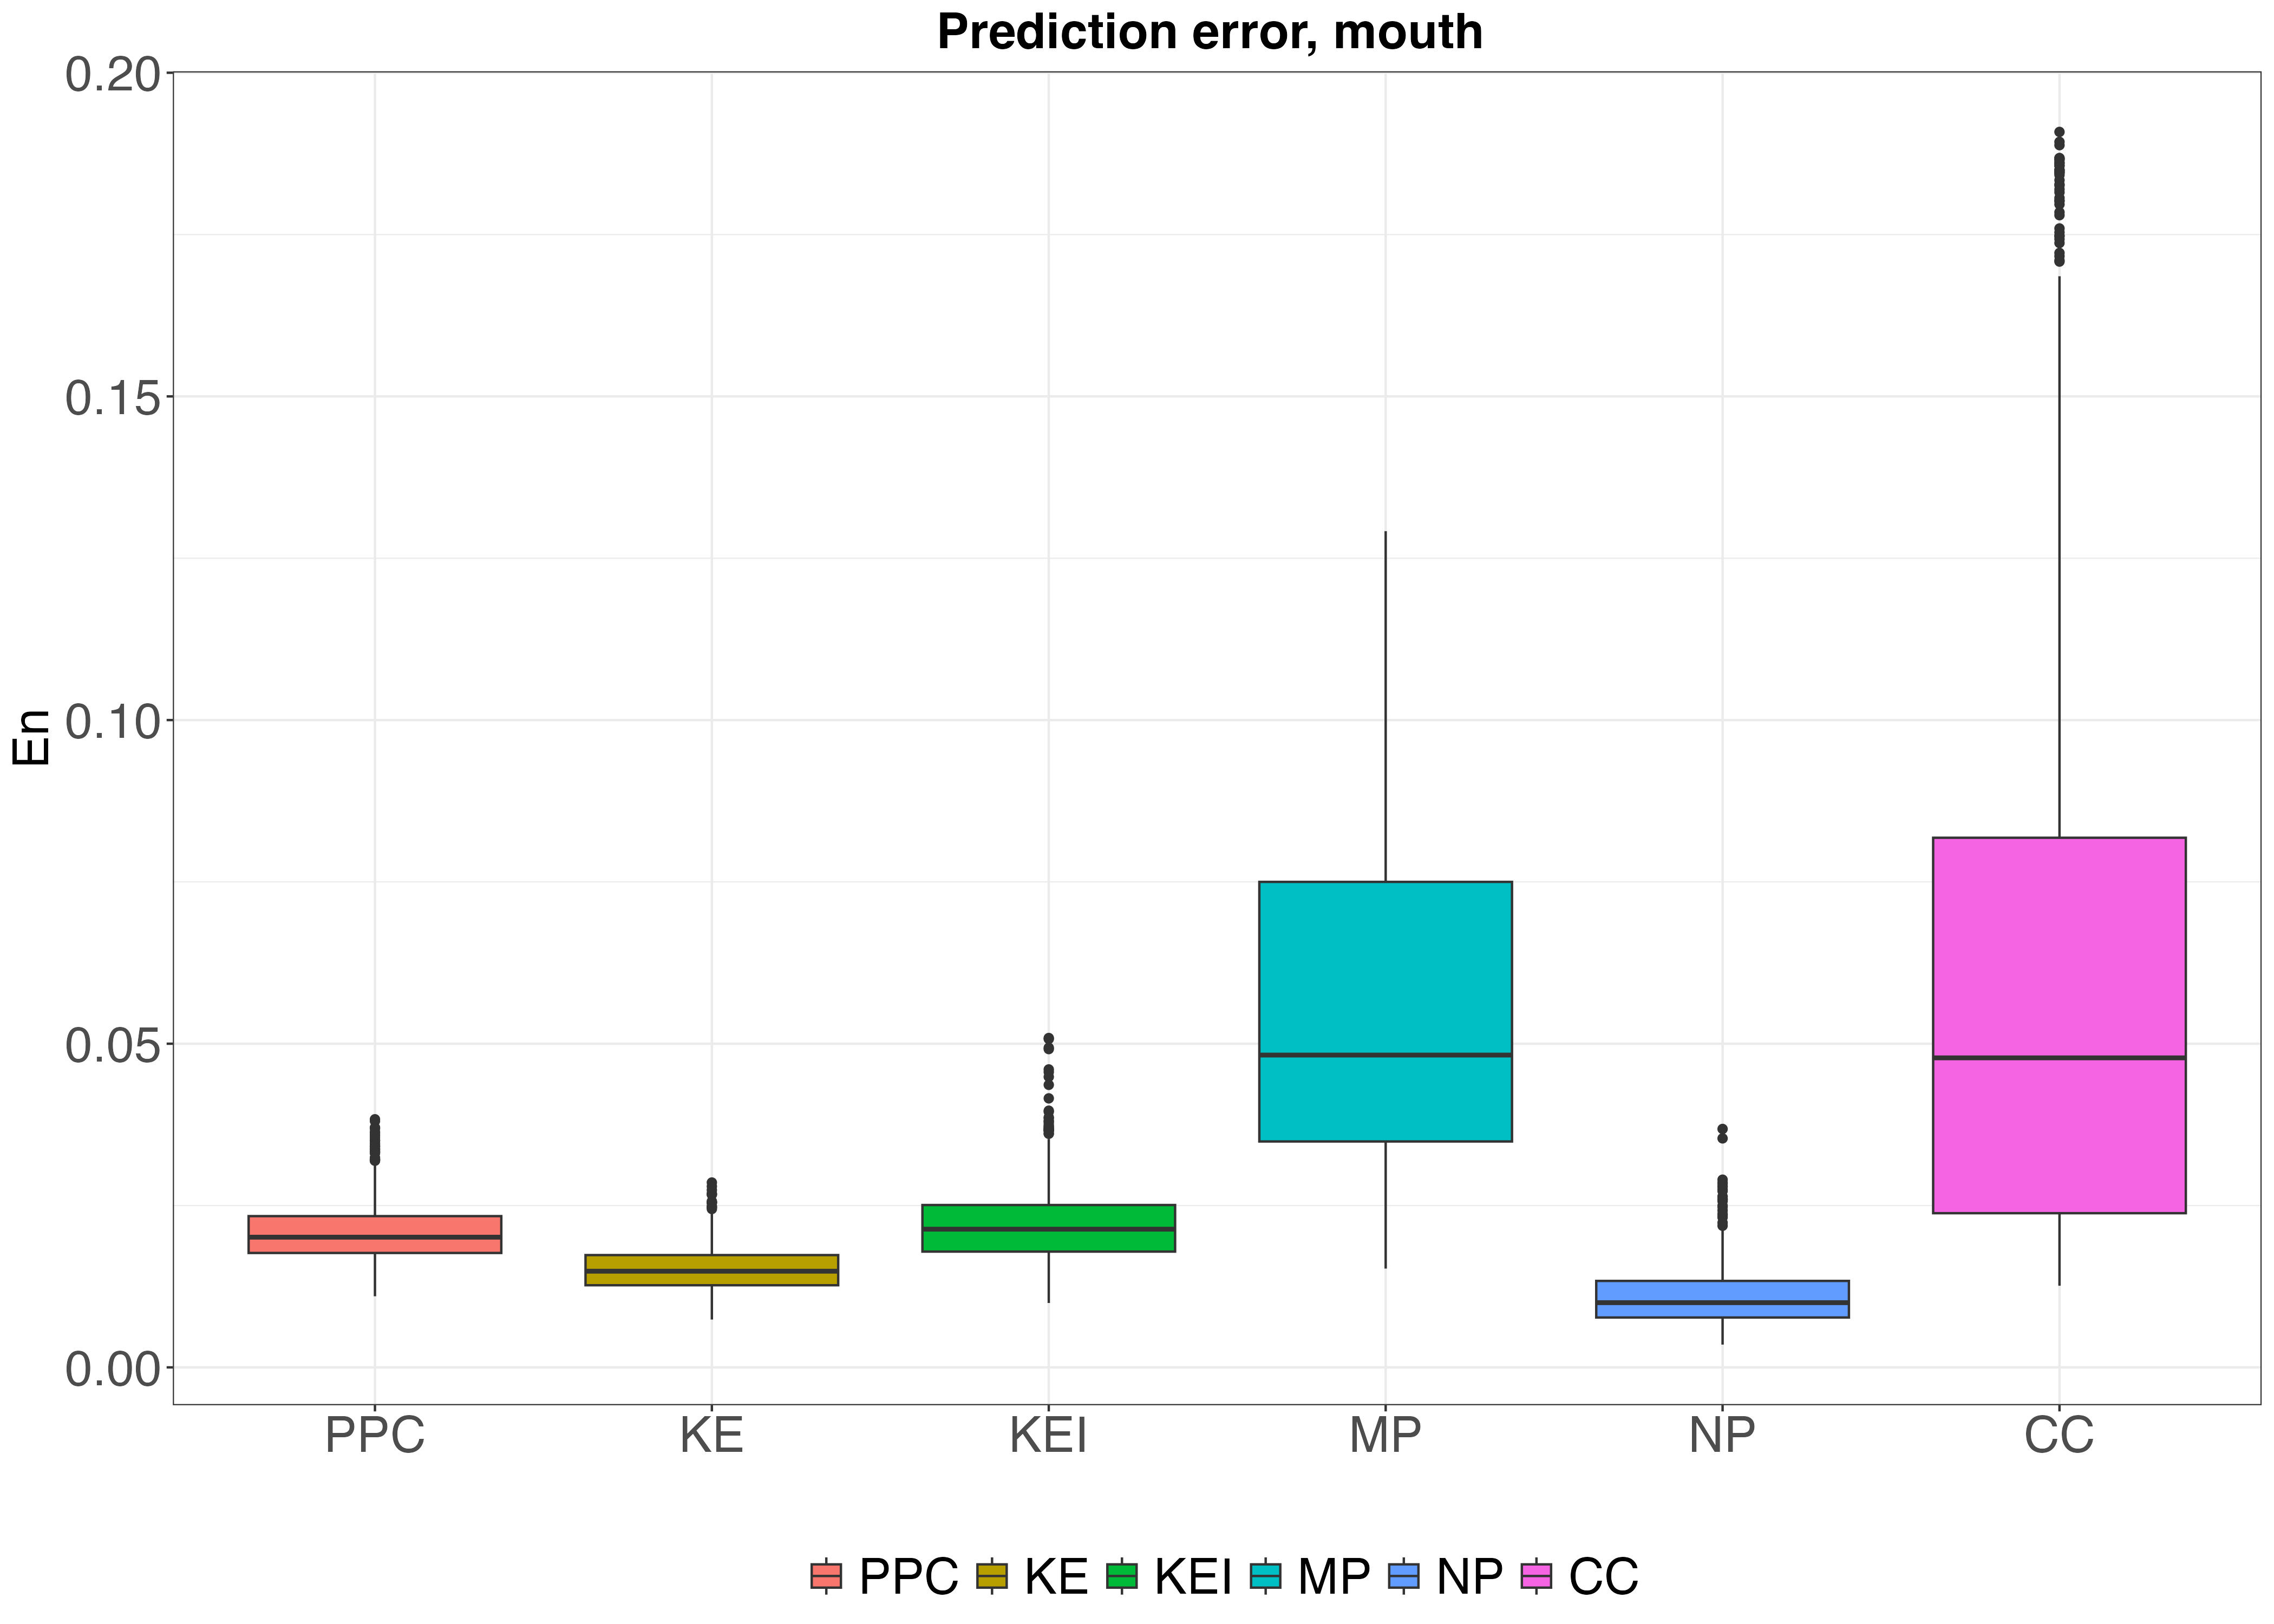 Prediction error, mouth
0.20
0.15
0.10
0.05
0.00
En
PPC KE KEI MP NP CC
PPC KE KEI MP NP CC